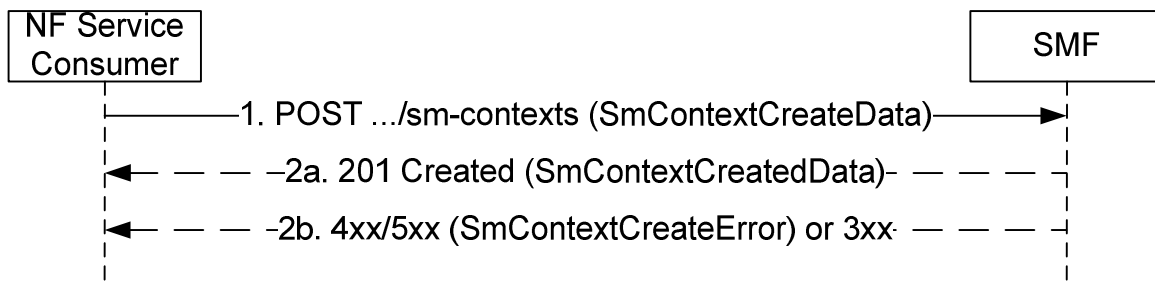 NF Service
Consumer
SMF
1. POST .../sm-contexts (SmContextCreateData)
2a. 201 Created (SmContextCreatedData)
2b. 4xx/5xx (SmContextCreateError) or 3xx